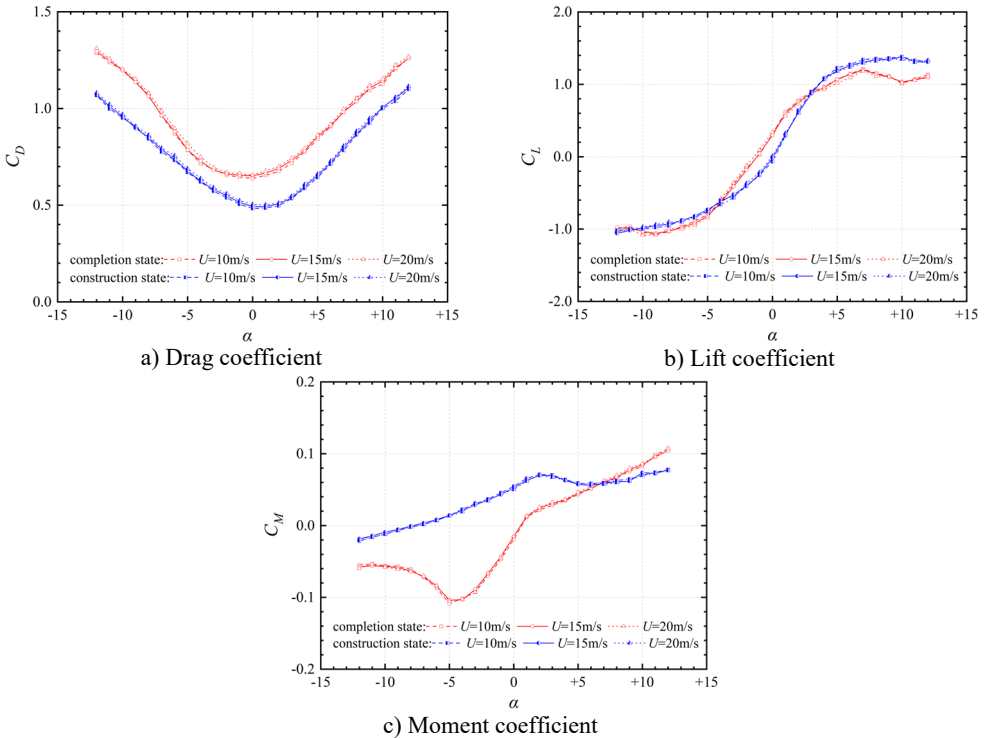 1.5
1.0
0.5
0.0
C_D
completion state: U=10m/s U=15m/s U=20m/s
construction state: U=10m/s U=15m/s U=20m/s
-15 -10 -5 0 +5 +10 +15
α
a) Drag coefficient
2.0
1.0
0.0
-1.0
-2.0
C_L
completion state: U=10m/s U=15m/s U=20m/s
construction state: U=10m/s U=15m/s U=20m/s
-15 -10 -5 0 +5 +10 +15
α
b) Lift coefficient
0.2
0.1
0.0
-0.1
-0.2
C_M
completion state: U=10m/s U=15m/s U=20m/s
construction state: U=10m/s U=15m/s U=20m/s
-15 -10 -5 0 +5 +10 +15
α
c) Moment coefficient